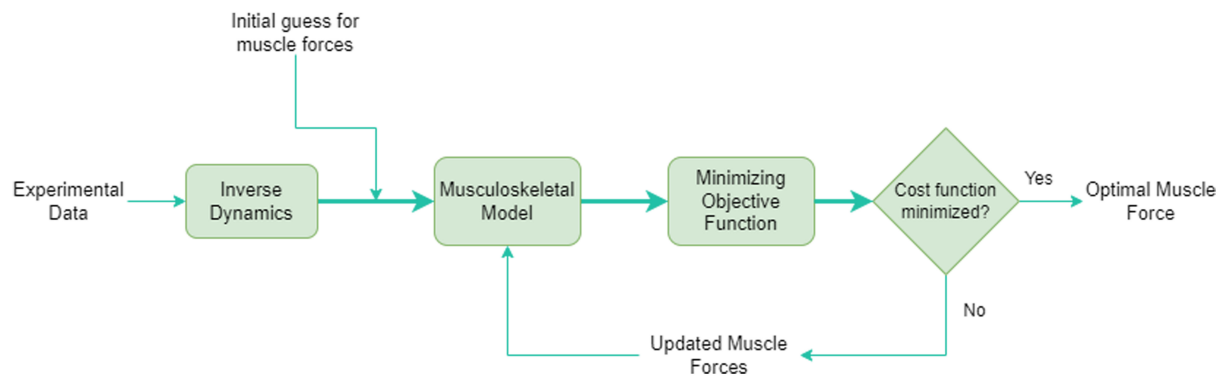 Initial guess for
muscle forces
Experimental
Data
Inverse
Dynamics
Musculoskeletal
Model
Minimizing
Objective
Function
Cost function
minimized?
Yes
Optimal Muscle
Force
No
Updated Muscle
Forces